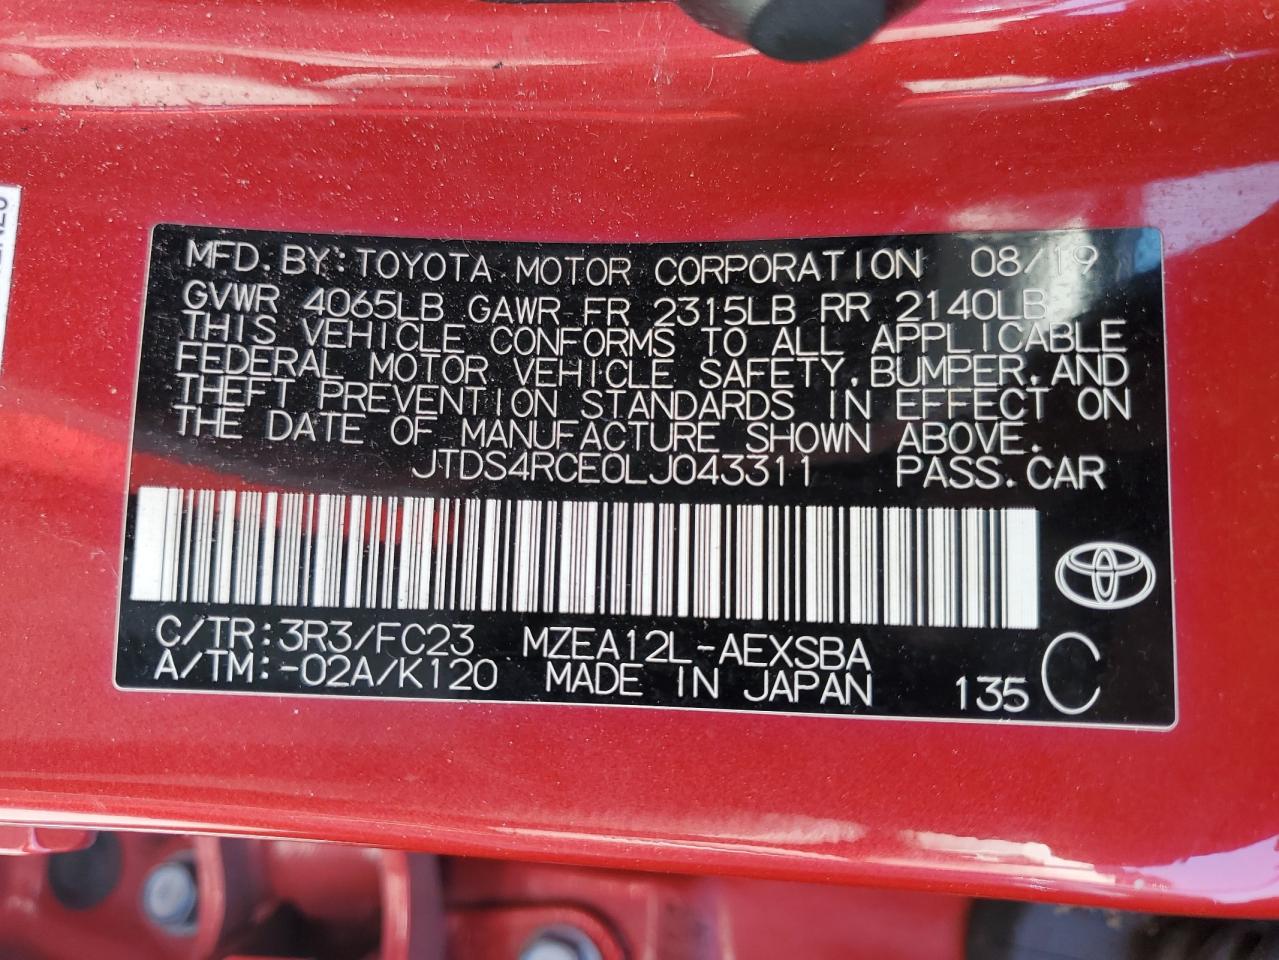 MFD. BY: TOYOTA MOTOR CORPORATION 08/19
GVWR 4065LB GAWR FR 2315LB RR 2140LB
THIS VEHICLE CONFORMS TO ALL APPLICABLE
FEDERAL MOTOR VEHICLE SAFETY, BUMPER, AND
THEFT PREVENTION STANDARDS IN EFFECT ON
THE DATE OF MANUFACTURE SHOWN ABOVE.
JTDS4RCE0LJ043311 PASS. CAR
C/TR: 3R3/FC23 MZEA12L-AEXSBA
A/TM: -02A/K120 MADE IN JAPAN 135 C